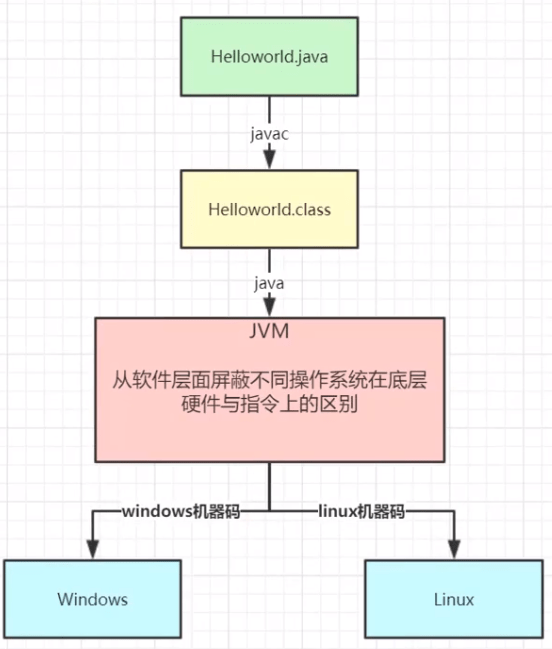 Helloworld.java
javac
Helloworld.class
java
JVM
从软件层面屏蔽不同操作系统在底层
硬件与指令上的区别
windows机器码
linux机器码
Windows
Linux